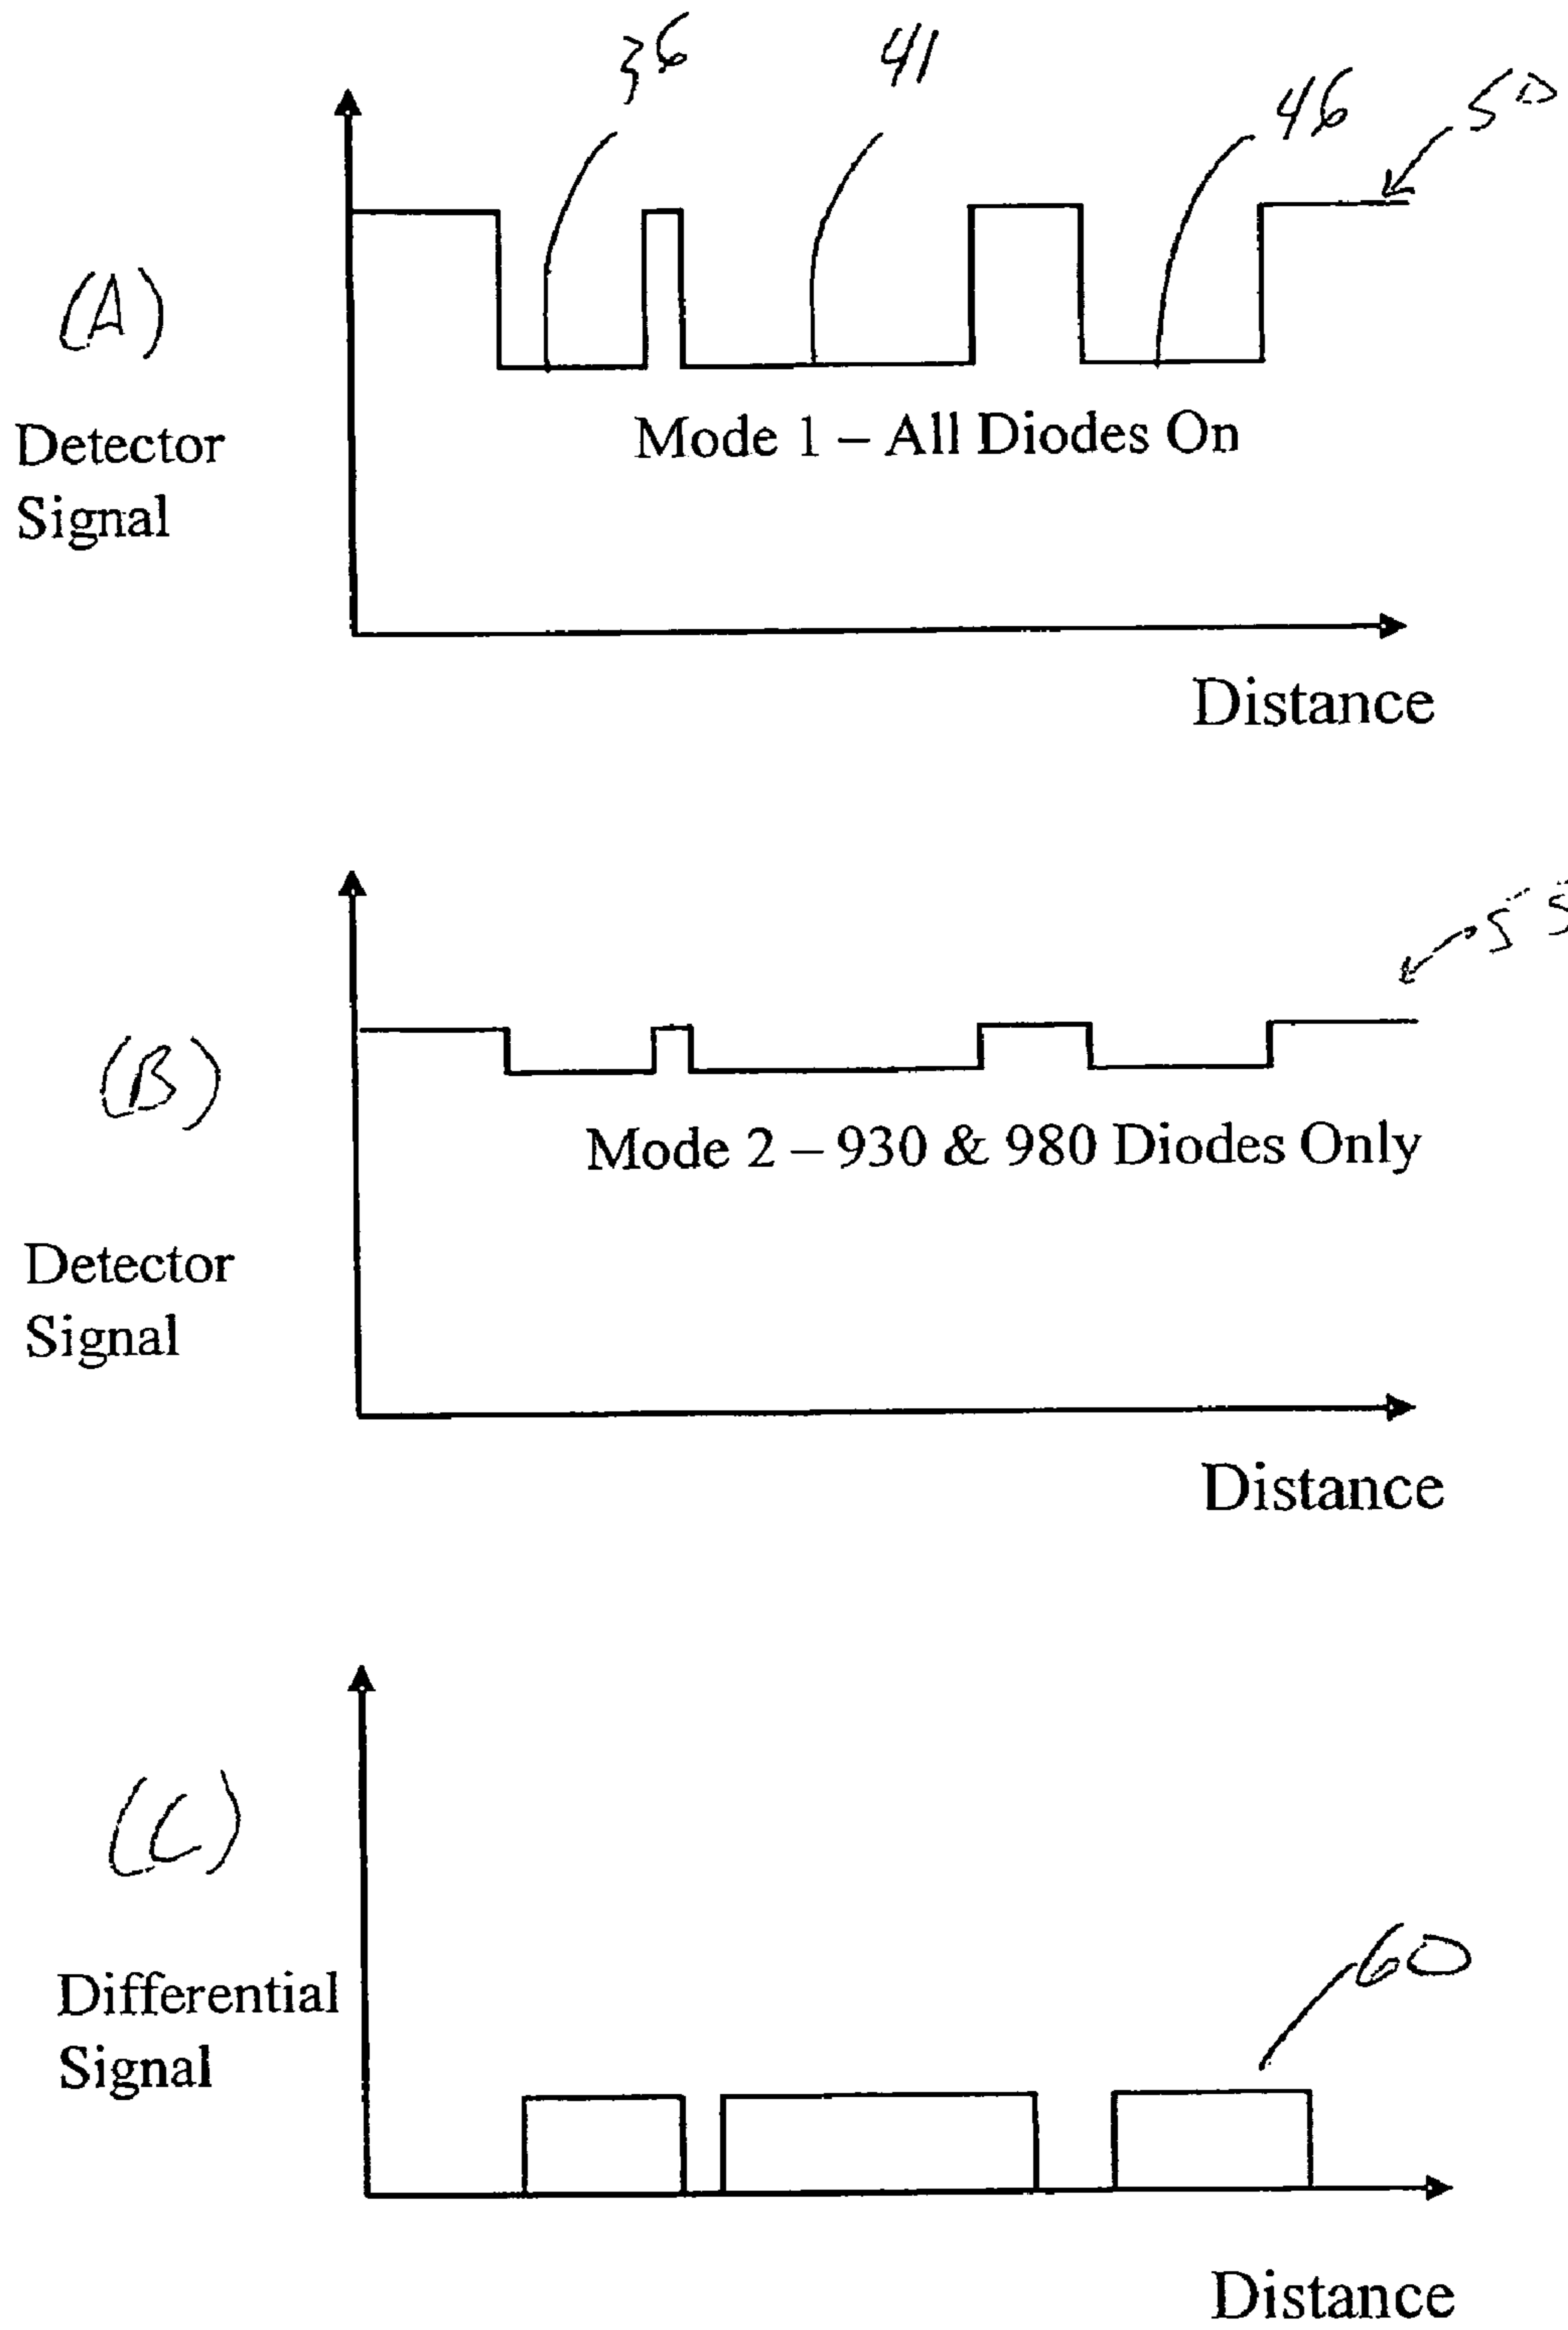 36
41
46
50
(A)
Detector
Signal
Mode 1 – All Diodes On
Distance
55
(B)
Mode 2 – 930 & 980 Diodes Only
Detector
Signal
Distance
(C)
60
Differential
Signal
Distance